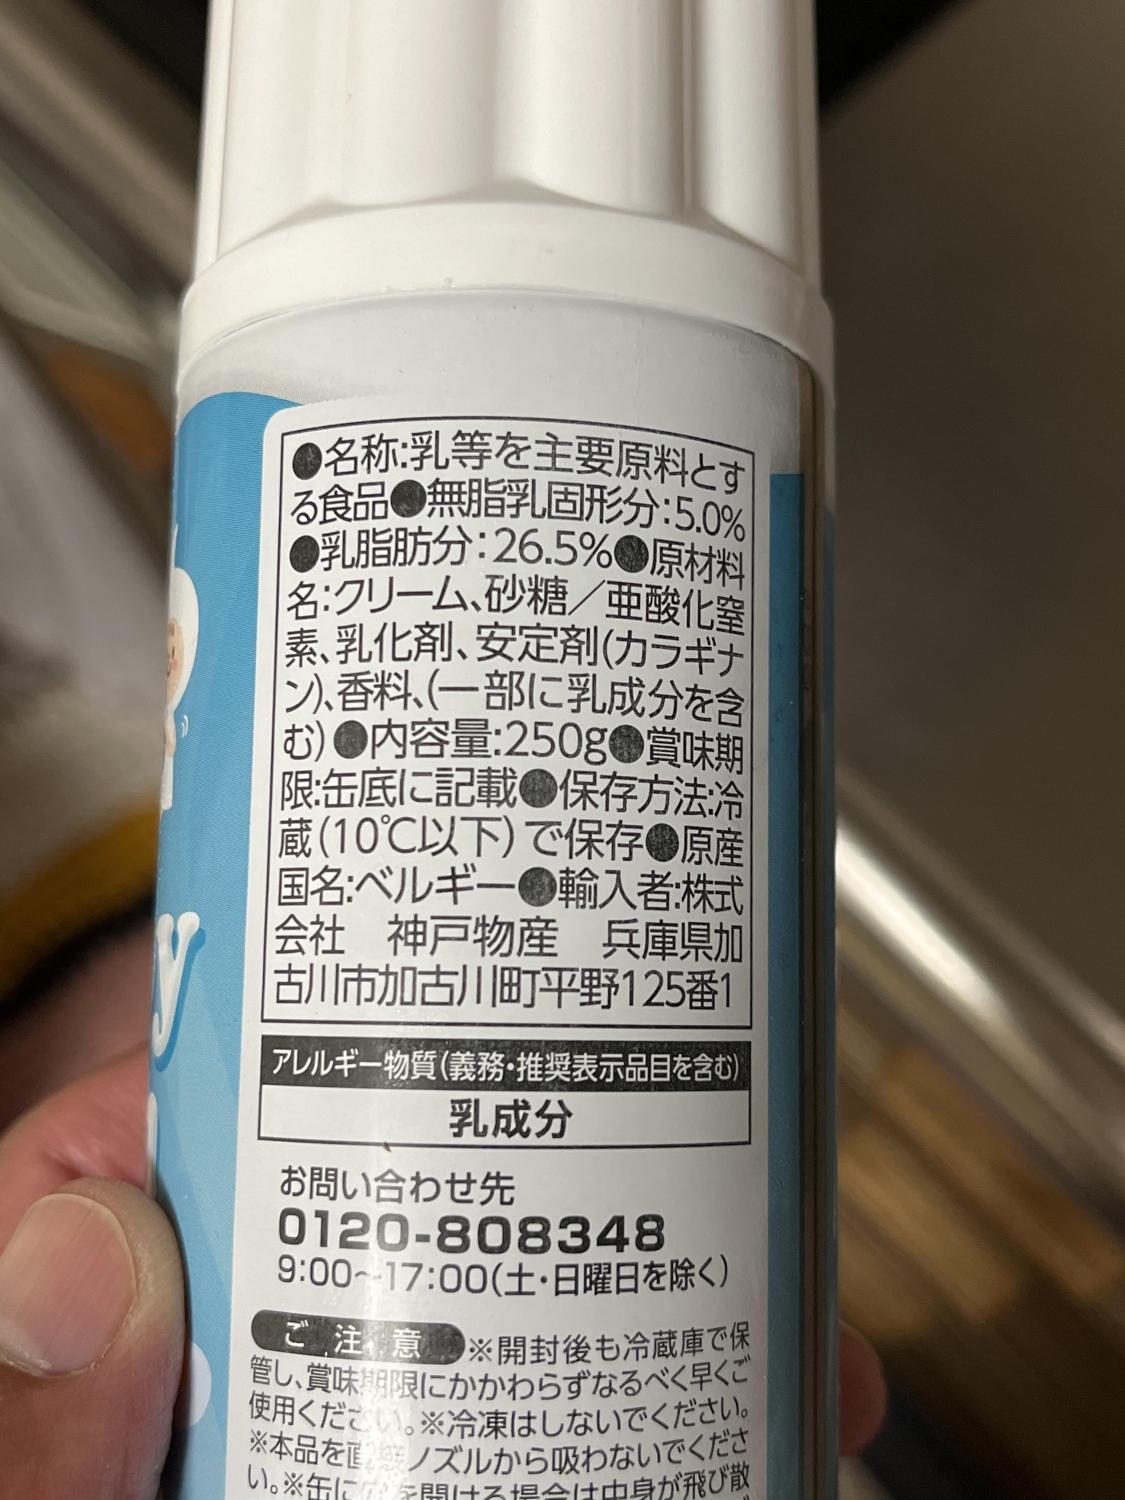 ●名称:乳等を主要原料とす
る食品●無脂乳固形分:5.0%
●乳脂肪分:26.5%●原材料
名:クリーム、砂糖／亜酸化窒
素、乳化剤、安定剤(カラギナ
ン)、香料、(一部に乳成分を含
む)●内容量:250g●賞味期
限:缶底に記載●保存方法:冷
蔵(10℃以下)で保存●原産
国名:ベルギー●輸入者:株式
会社　神戸物産　兵庫県加
古川市加古川町平野125番1
アレルギー物質(義務・推奨表示品目を含む)
乳成分
お問い合わせ先
0120-808348
9:00~17:00(土・日曜日を除く)
ご注意 ※開封後も冷蔵庫で保
管し、賞味期限にかかわらずなるべく早くご
使用ください。※冷凍はしないでください。
※本品を直接ノズルから吸わないでくださ
い。※缶に穴を開ける場合は中身が飛び散
y